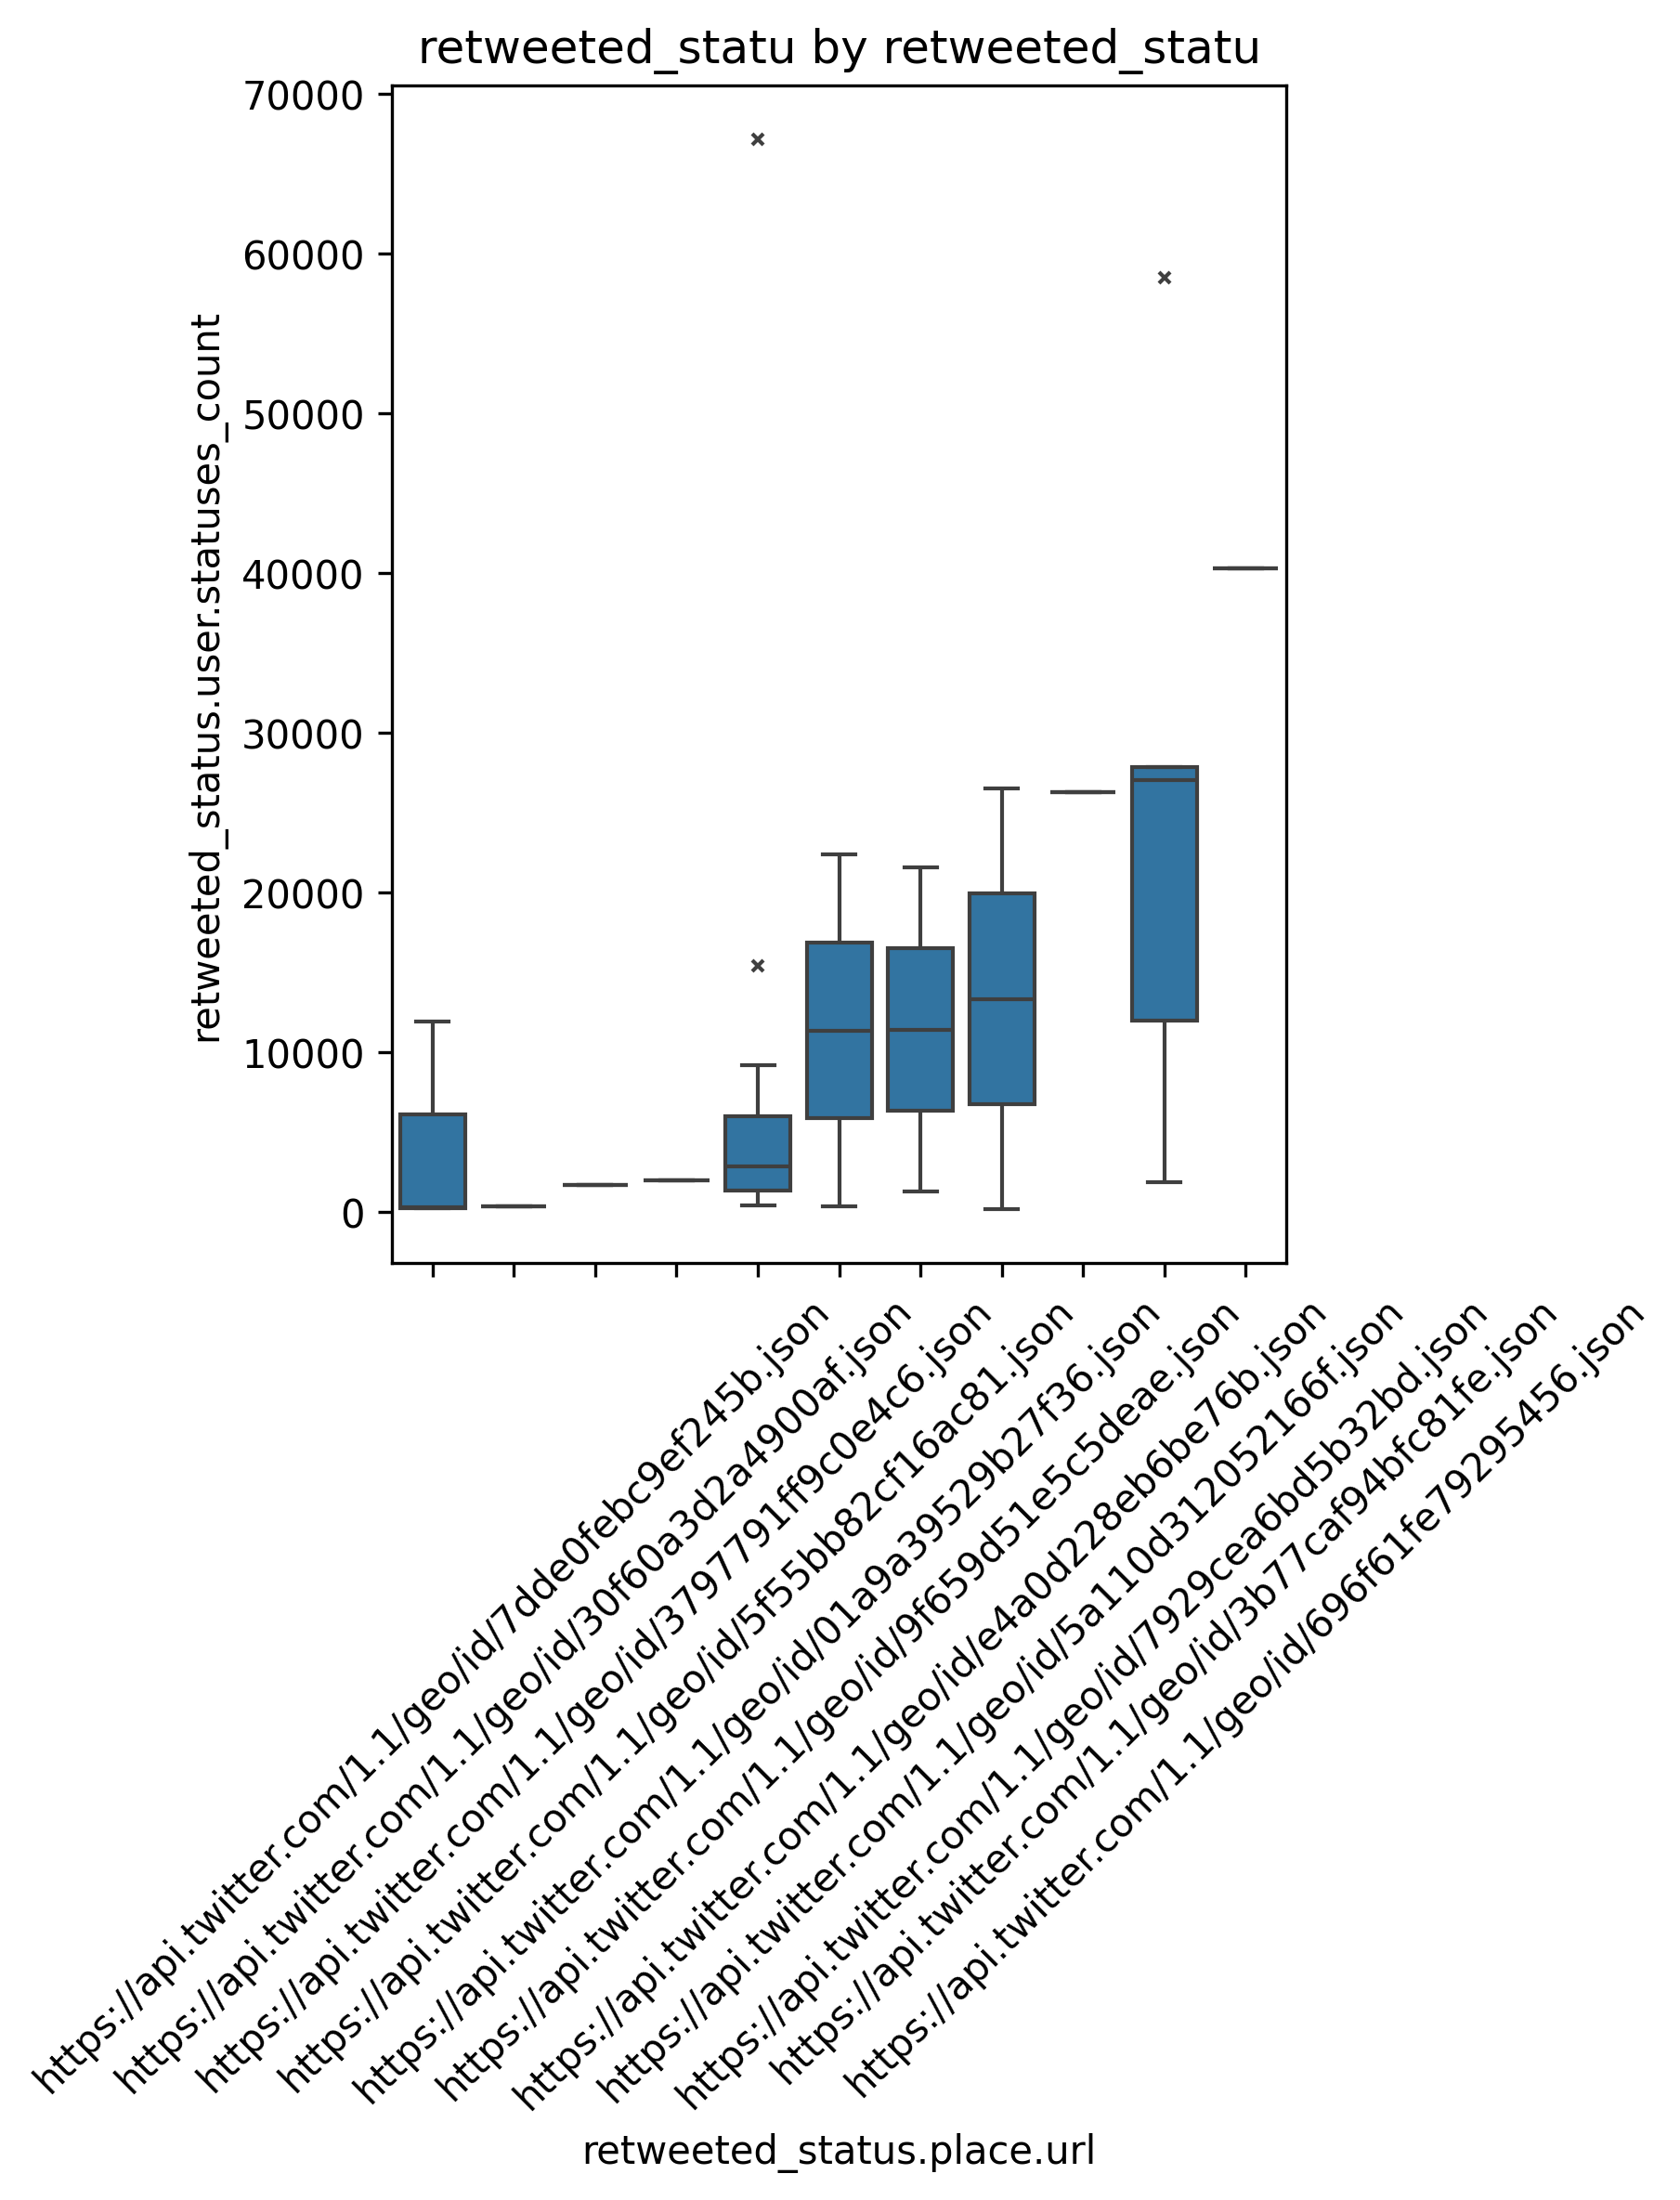 retweeted_statu by retweeted_statu
70000
60000
50000
40000
30000
20000
10000
0
retweeted_status.user.statuses_count
https://api.twitter.com/1.1/geo/id/7dde0febc9ef245b.json
https://api.twitter.com/1.1/geo/id/30f60a3d2a4900af.json
https://api.twitter.com/1.1/geo/id/3797791ff9c0e4c6.json
https://api.twitter.com/1.1/geo/id/5f55bb82cf16ac81.json
https://api.twitter.com/1.1/geo/id/01a9a39529b27f36.json
https://api.twitter.com/1.1/geo/id/9f659d51e5c5deae.json
https://api.twitter.com/1.1/geo/id/e4a0d228eb6be76b.json
https://api.twitter.com/1.1/geo/id/5a110d312052166f.json
https://api.twitter.com/1.1/geo/id/7929cea6bd5b32bd.json
https://api.twitter.com/1.1/geo/id/3b77caf94bfc81fe.json
https://api.twitter.com/1.1/geo/id/696f61fe79295456.json
retweeted_status.place.url